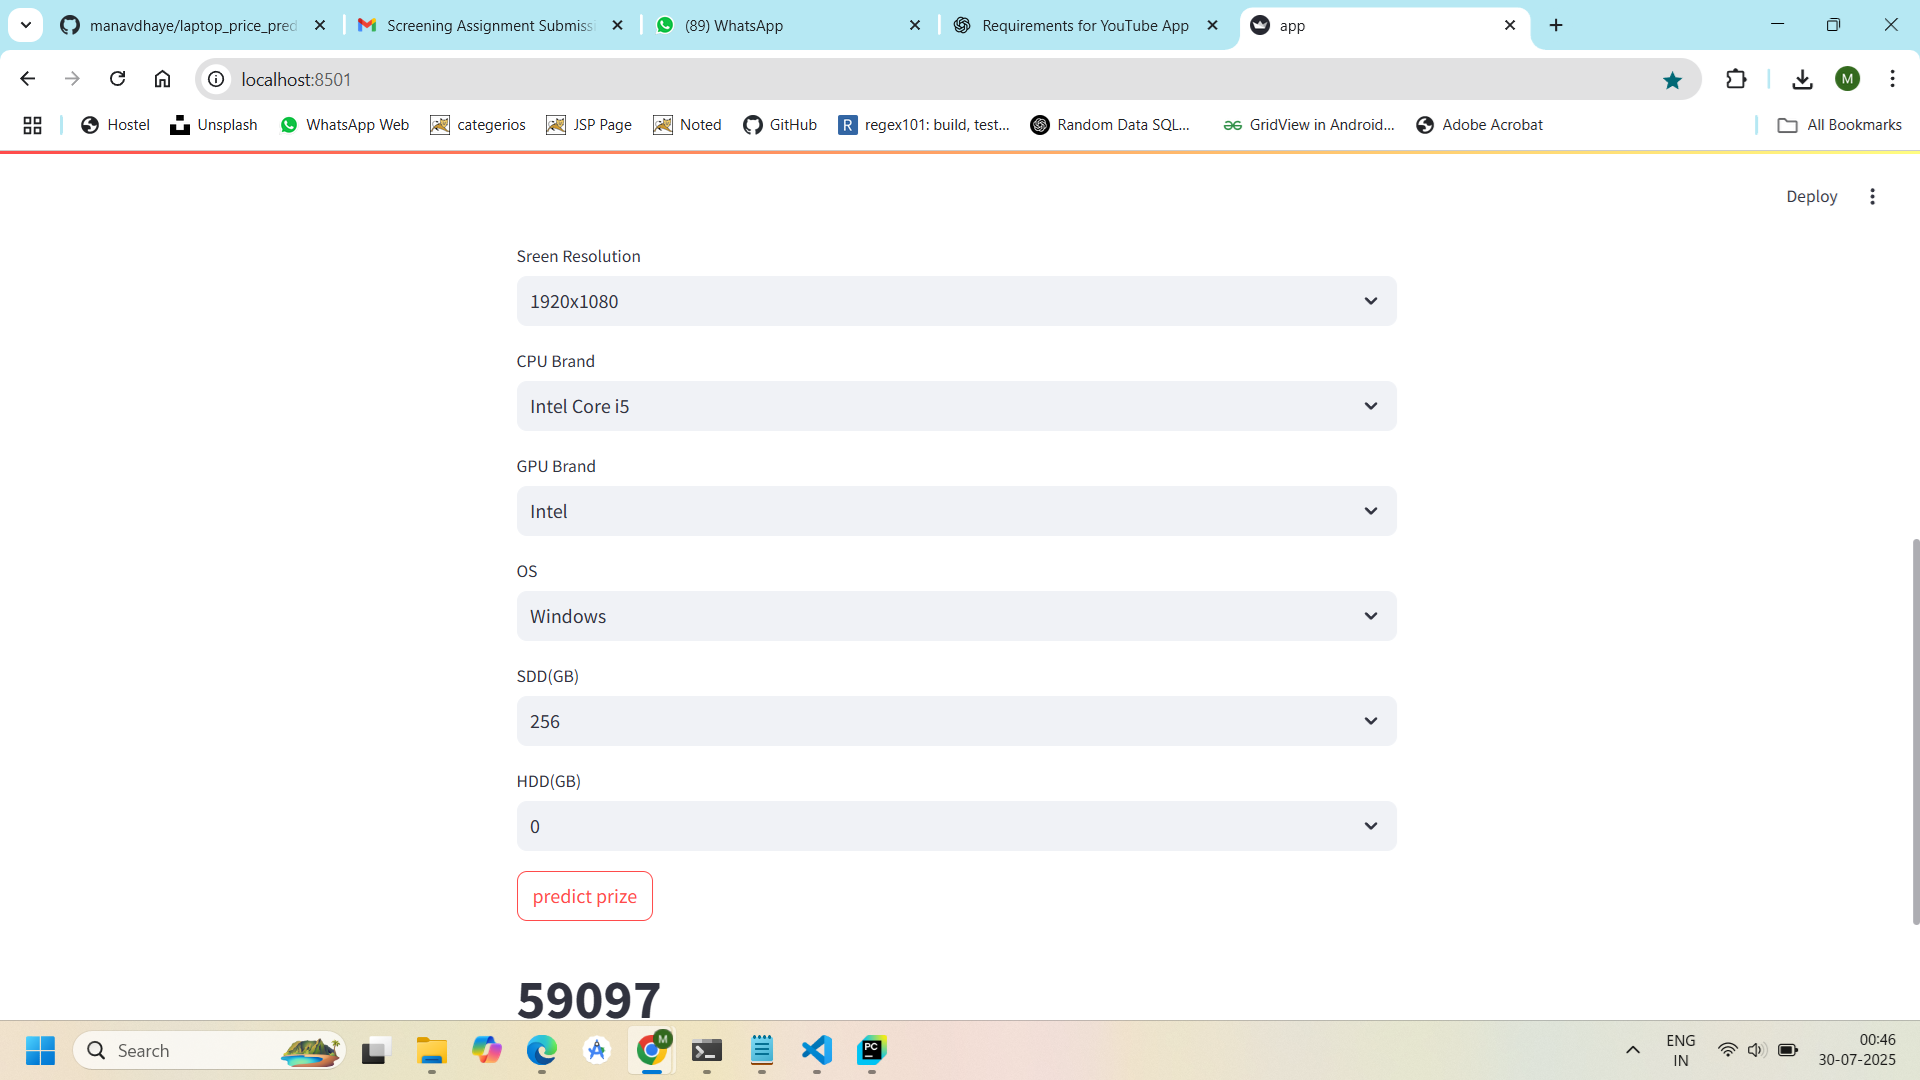 manavdhaye/laptop_price_pred
Screening Assignment Submissi
(89) WhatsApp
Requirements for YouTube App
app
localhost:8501
M
Hostel
Unsplash
WhatsApp Web
categerios
JSP Page
Noted
GitHub
R
regex101: build, test...
Random Data SQL...
GridView in Android...
Adobe Acrobat
All Bookmarks
Deploy
Sreen Resolution
1920x1080
CPU Brand
Intel Core i5
GPU Brand
Intel
OS
Windows
SDD(GB)
256
HDD(GB)
0
predict prize
59097
Search
M
PC
ENG
IN
00:46
30-07-2025